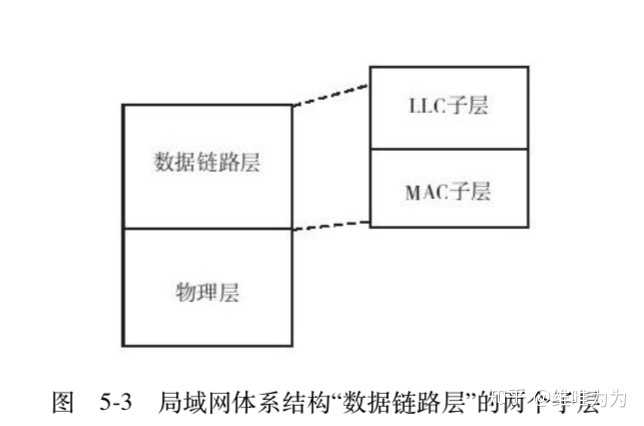 LLC子层
数据链路层
MAC子层
物理层
图 5-3 局域网体系结构“数据链路层”的两个子层
知乎 @维唯为为